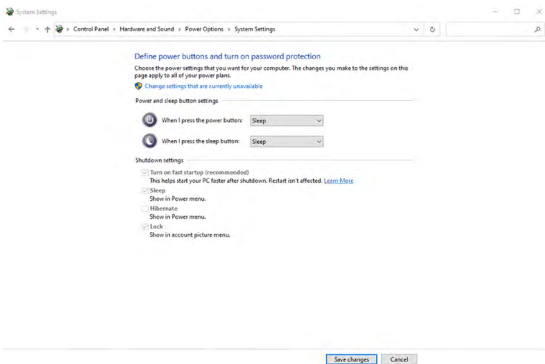 System Settings
Control Panel > Hardware and Sound > Power Options > System Settings
Define power buttons and turn on password protection
Choose the power settings that you want for your computer. The changes you make to the settings on this
page apply to all of your power plans.
Change settings that are currently unavailable
Power and sleep button settings
When I press the power button: Sleep
When I press the sleep button: Sleep
Shutdown settings
Turn on fast startup (recommended)
This helps start your PC faster after shutdown. Restart isn't affected. Learn More
Sleep
Show in Power menu.
Hibernate
Show in Power menu.
Lock
Show in account picture menu.
Save changes Cancel